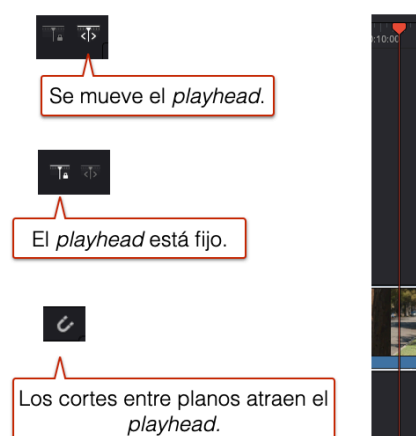 Se mueve el playhead.
El playhead está fijo.
Los cortes entre planos atraen el
playhead.